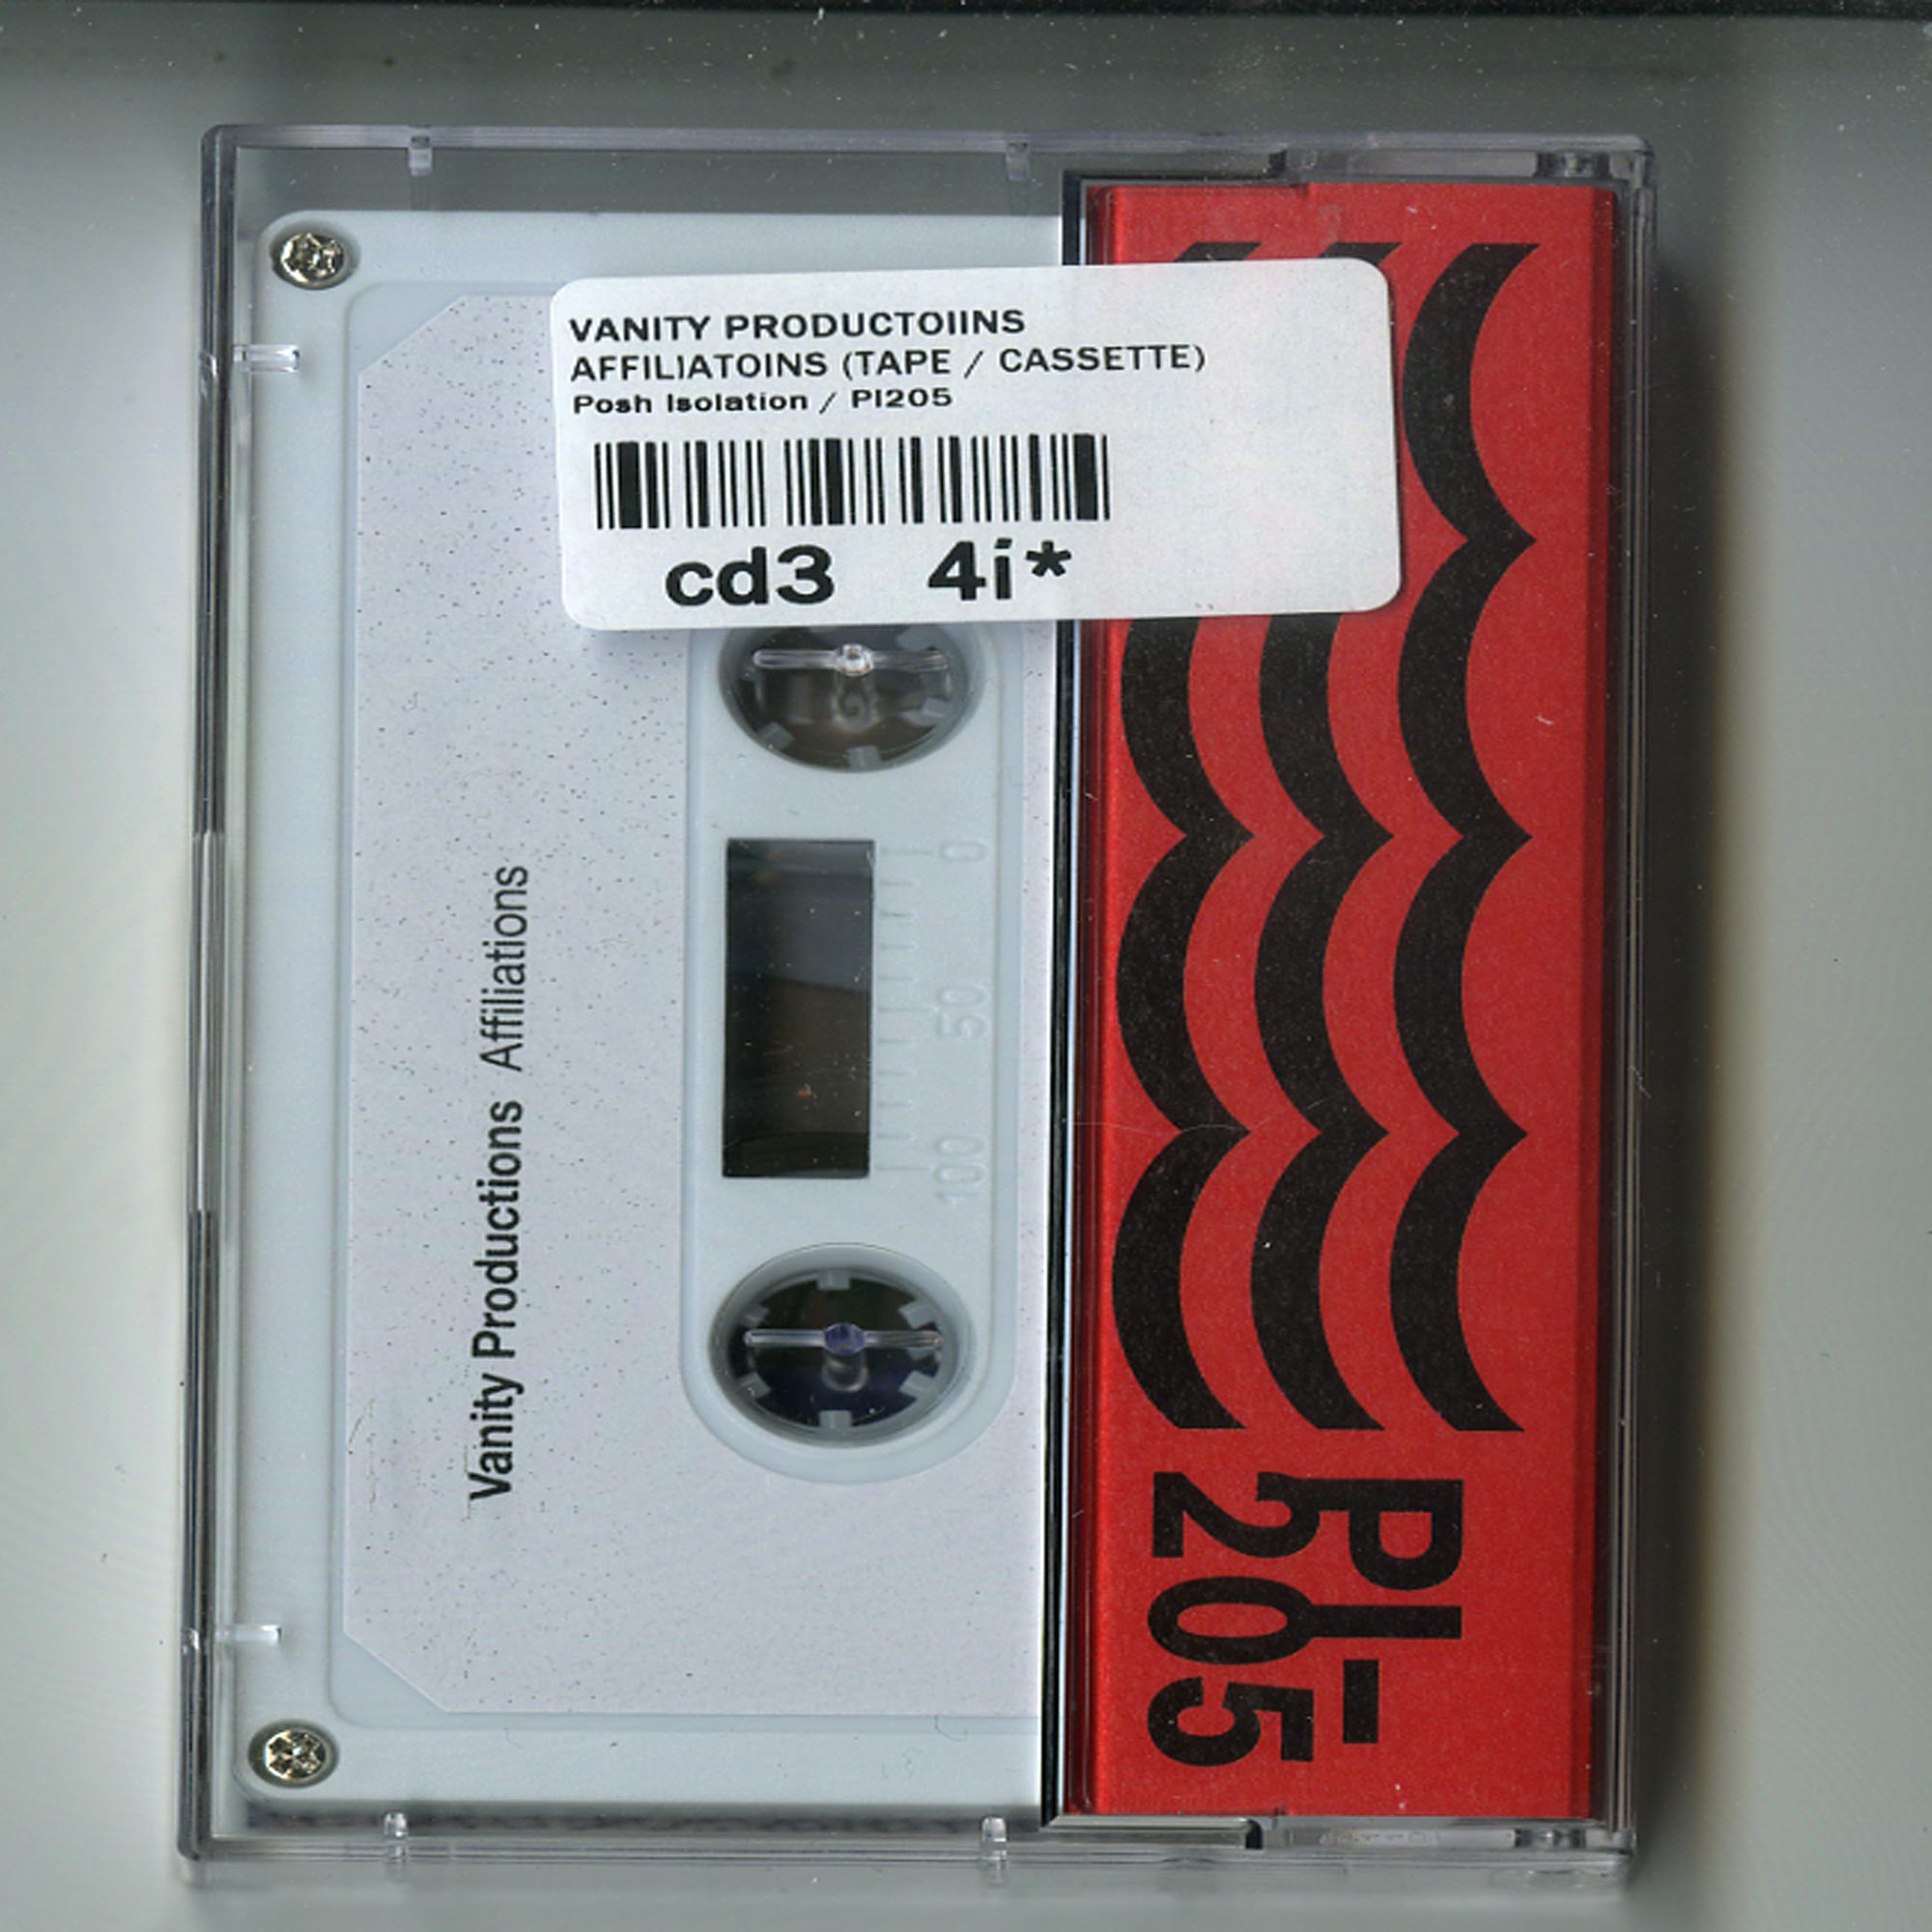 VANITY PRODUCTOIINS
AFFILIATOINS (TAPE / CASSETTE)
Posh Isolation / PI205
cd3 4i*
Vanity Productions Affiliations
0
50
100
PI-
205